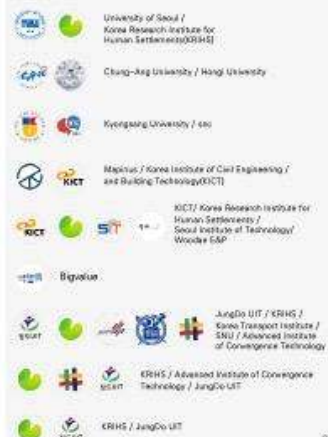 University of Seoul /
Korea Research Institute for
Human Settlements(KRIHS)
Chung-Ang University / Hongi University
Kyongsang University / snc
Mapinus / Korea Institute of Civil Engineering /
and Building Technology(KICT)
KICT
KICT/ Korea Research Institute for
Human Settlements /
Seoul Institute of Technology/
Woodae E&P
KICT
SIT
Bigvalue
JungDo UIT / KRIHS /
Korea Transport Institute /
SNU / Advanced Institute
of Convergence Technology
KRIHS / Advanced Institute of Convergence
Technology / JungDo UIT
KRIHS / JungDo UIT